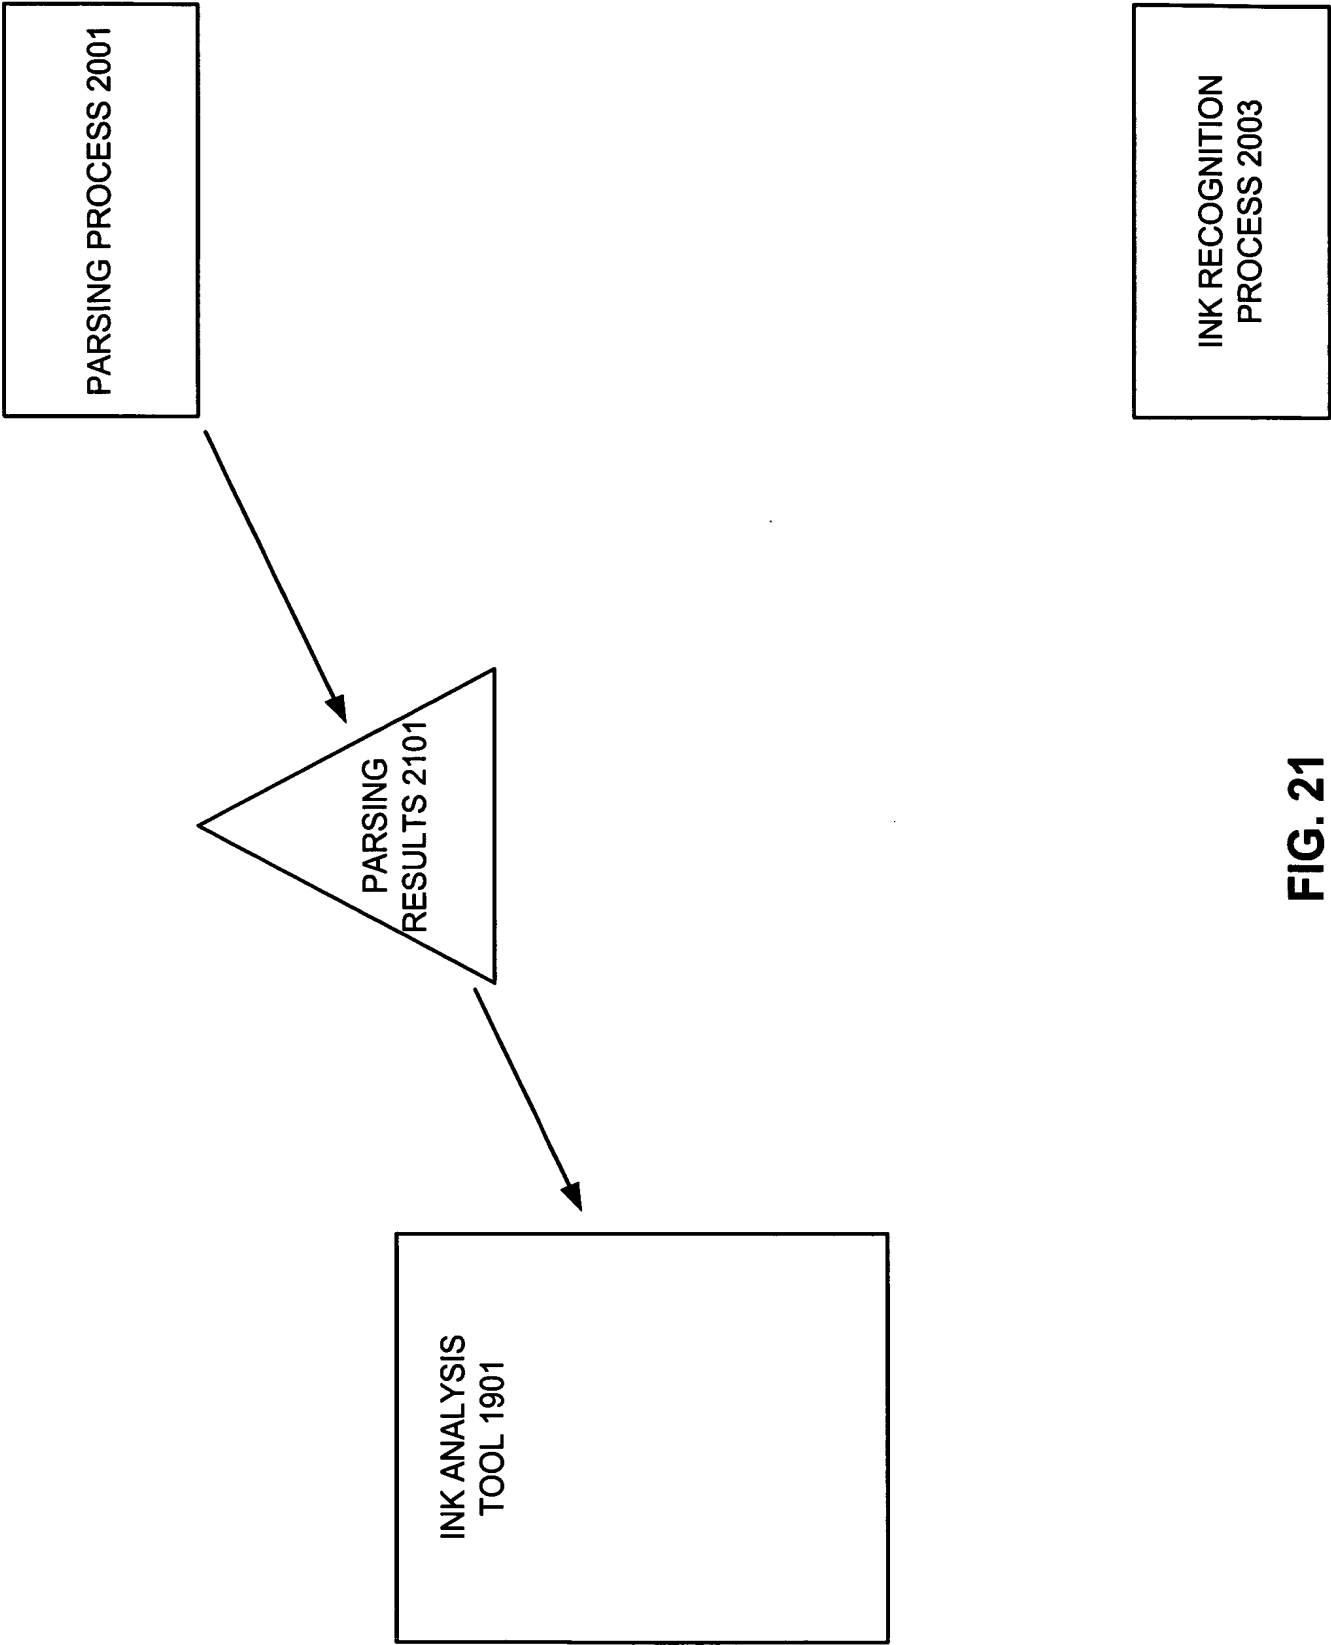 PARSING PROCESS 2001
PARSING
RESULTS 2101
INK ANALYSIS
TOOL 1901
INK RECOGNITION
PROCESS 2003
FIG. 21